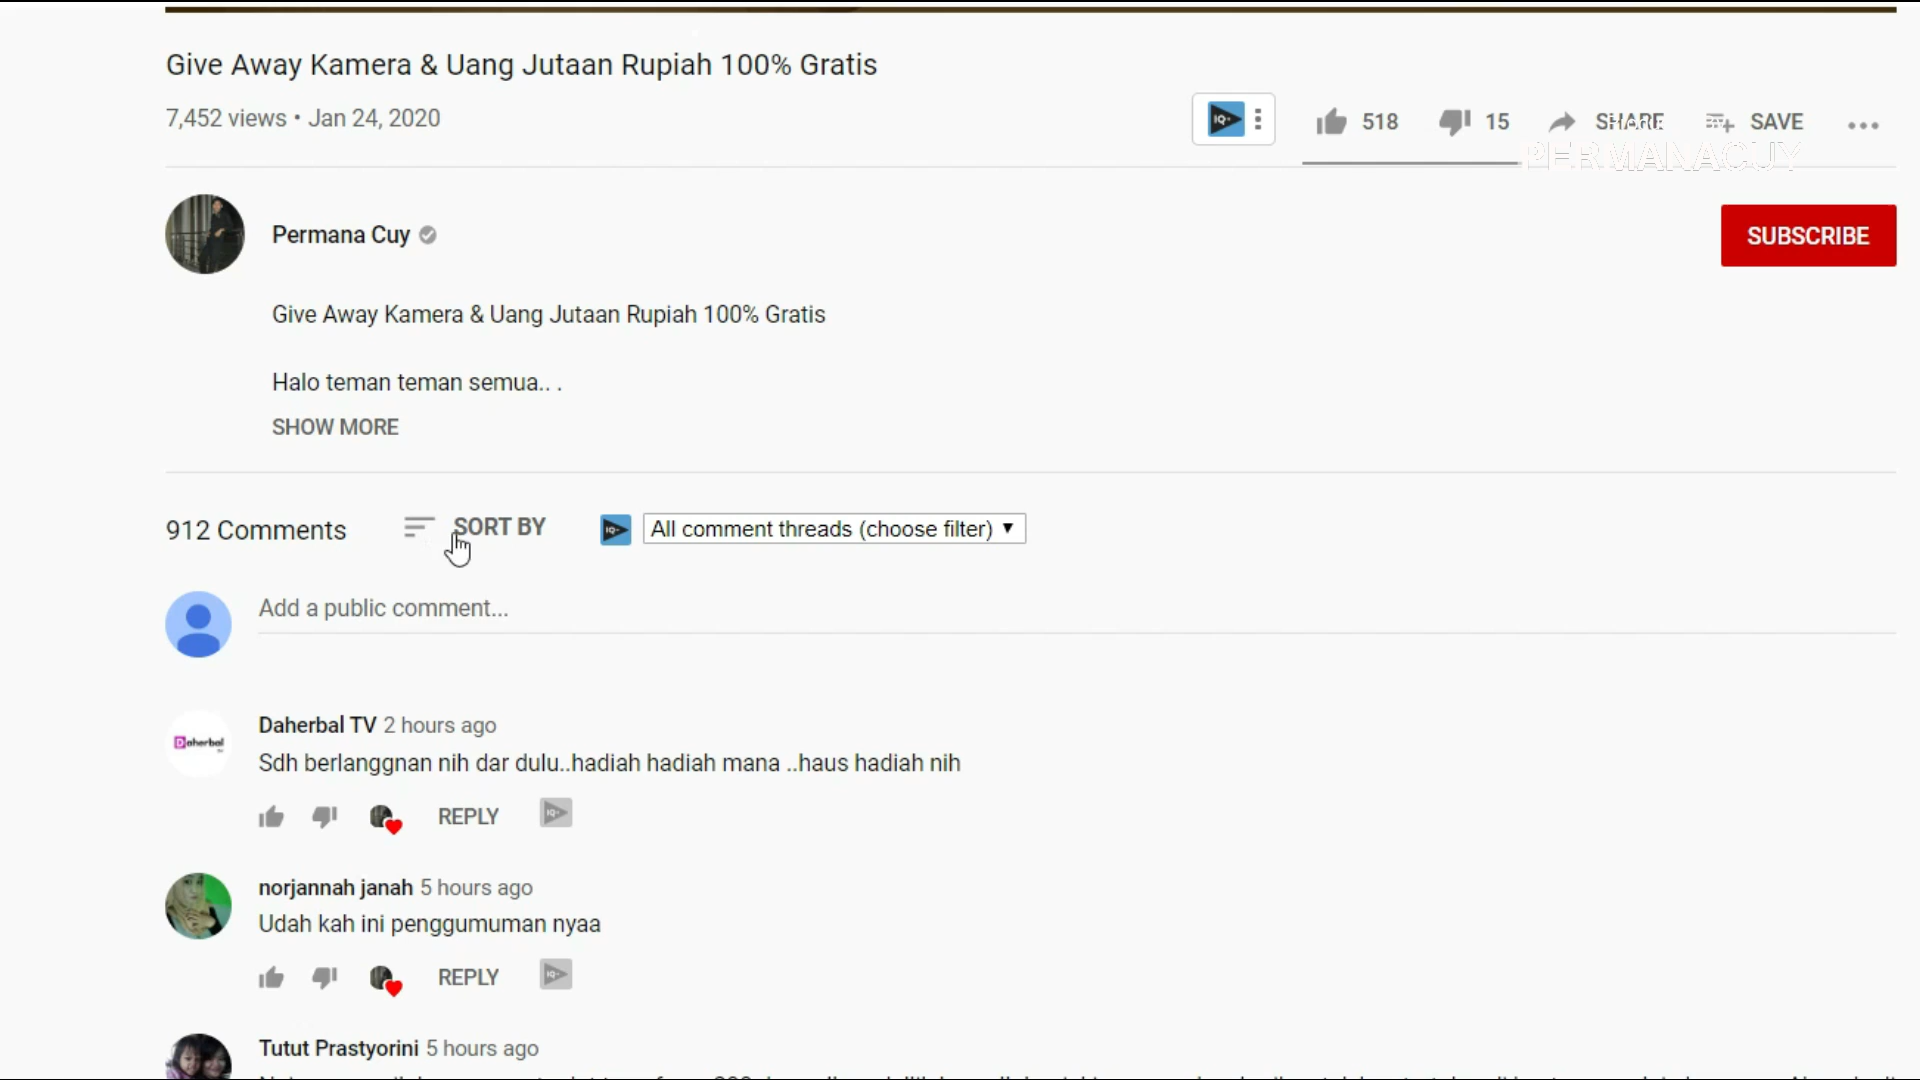 Give Away Kamera & Uang Jutaan Rupiah 100% Gratis
7,452 views • Jan 24, 2020
518
15
SHARE
SAVE
PERMANACUY
Permana Cuy
SUBSCRIBE
Give Away Kamera & Uang Jutaan Rupiah 100% Gratis
Halo teman teman semua.. .
SHOW MORE
912 Comments
SORT BY
All comment threads (choose filter)
Add a public comment...
Daherbal TV 2 hours ago
Sdh berlanggnan nih dar dulu..hadiah hadiah mana ..haus hadiah nih
REPLY
norjannah janah 5 hours ago
Udah kah ini penggumuman nyaa
REPLY
Tutut Prastyorini 5 hours ago